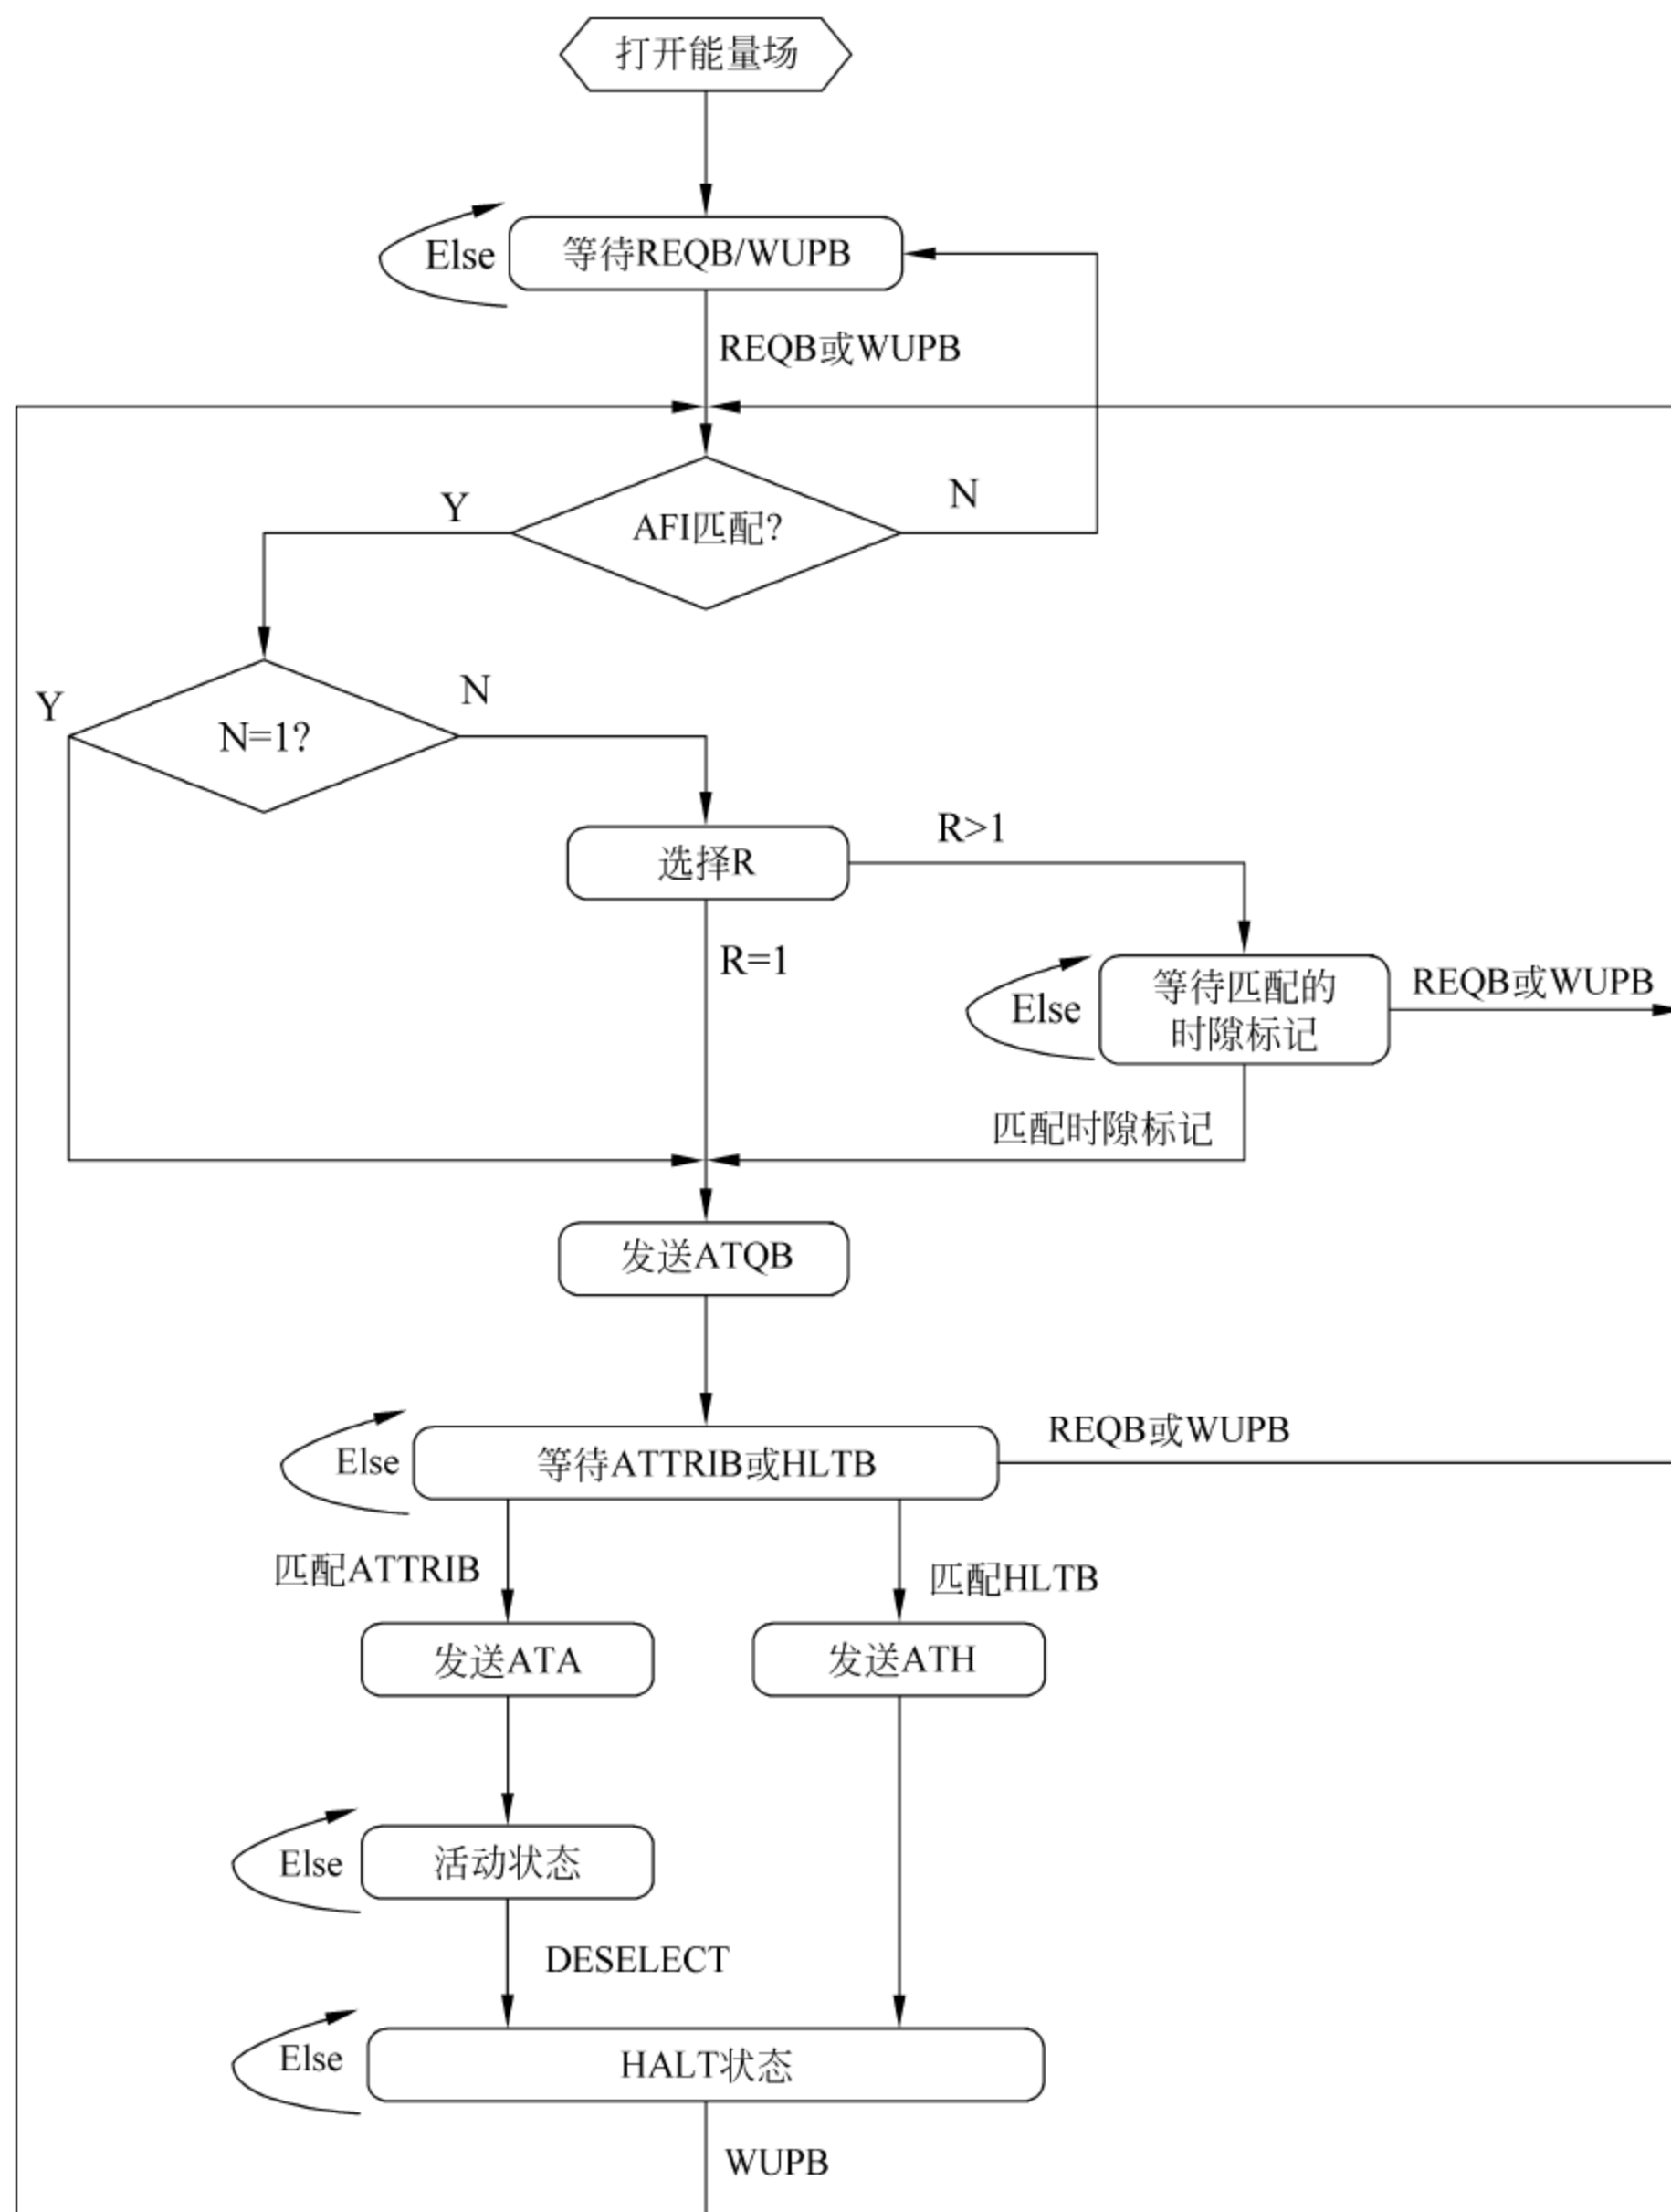 打开能量场
Else
等待REQB/WUPB
REQB或WUPB
Y
AFI匹配?
N
Y
N=1?
N
选择R
R>1
R=1
Else
等待匹配的
时隙标记
REQB或WUPB
匹配时隙标记
发送ATQB
Else
等待ATTRIB或HLTB
REQB或WUPB
匹配ATTRIB
匹配HLTB
发送ATA
发送ATH
Else
活动状态
DESELECT
Else
HALT状态
WUPB